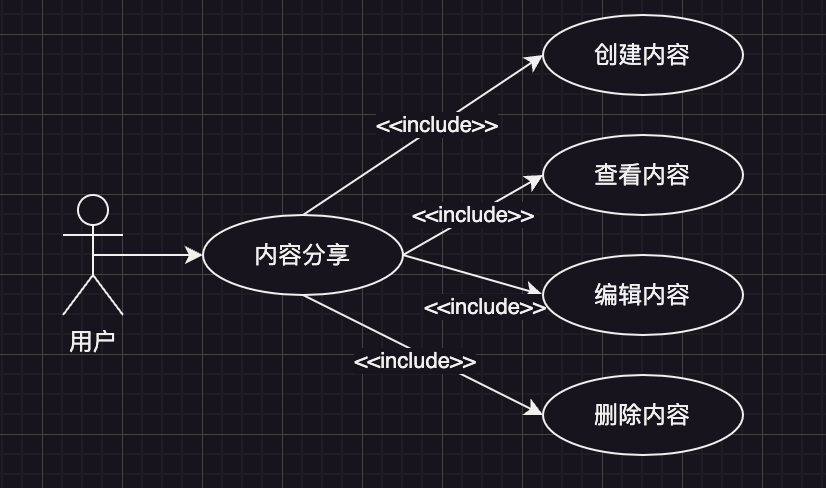 创建内容
<<include>>
查看内容
<<include>>
内容分享
编辑内容
<<include>>
用户
<<include>>
删除内容